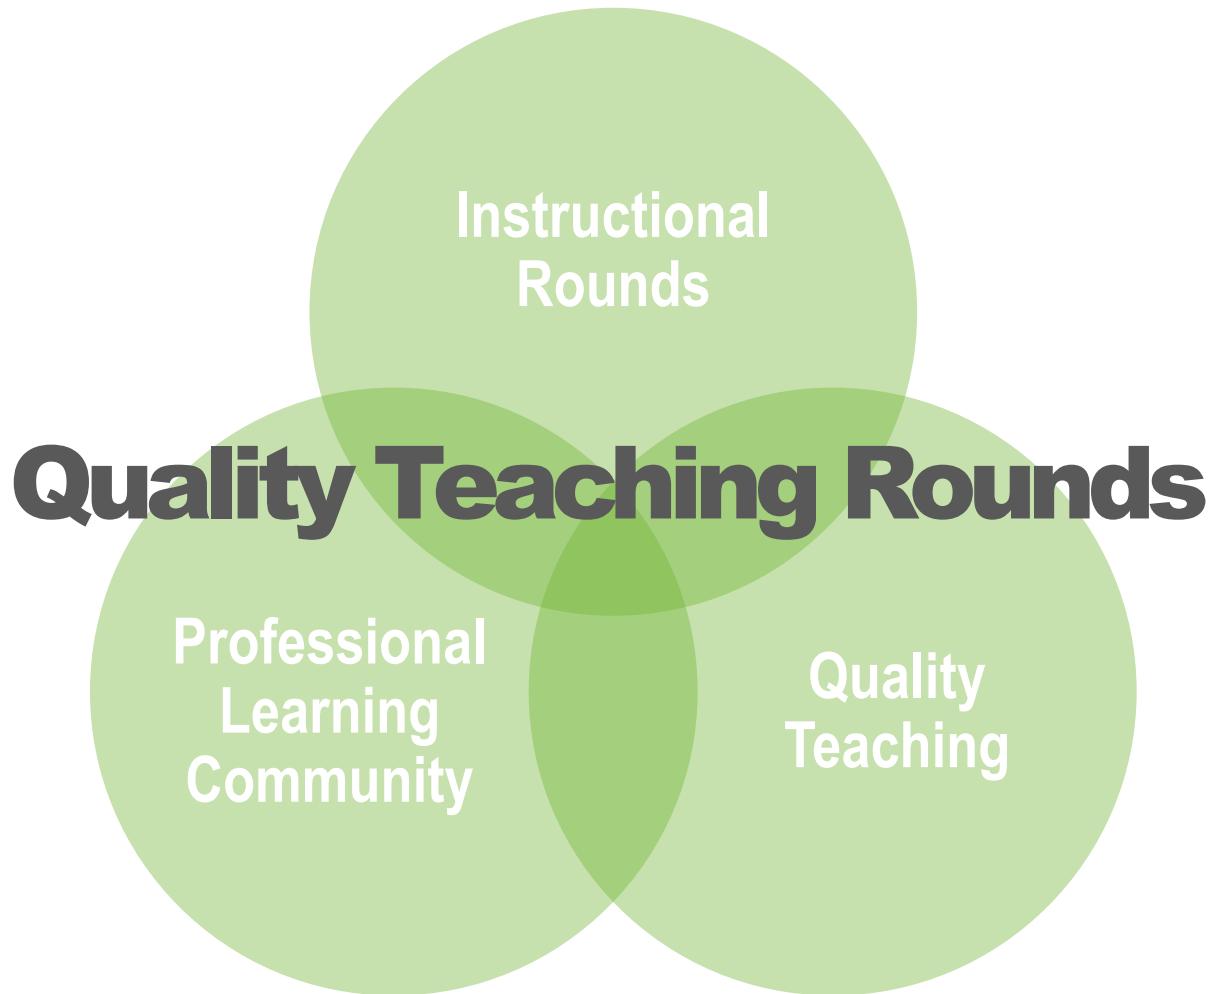 Instructional
Rounds
Quality Teaching Rounds
Professional
Learning
Community
Quality
Teaching